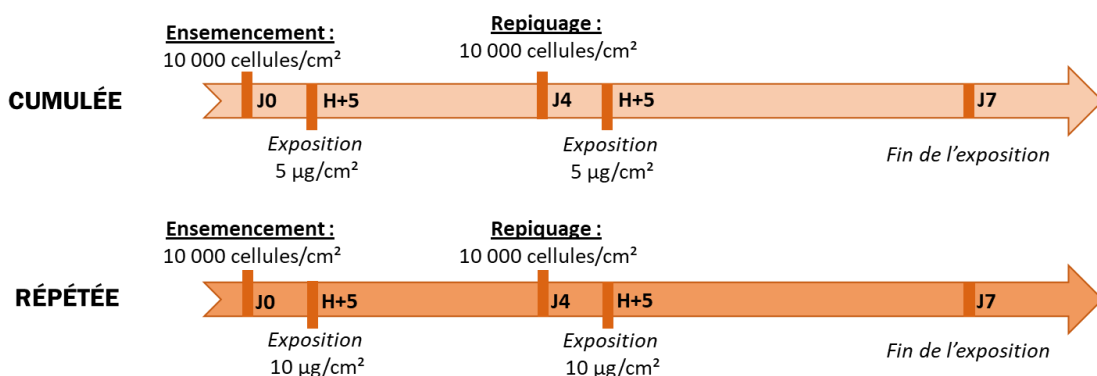 Ensemencement :
10 000 cellules/cm²
Repiquage :
10 000 cellules/cm²
CUMULÉE
J0
H+5
J4
H+5
J7
Exposition
5 µg/cm²
Exposition
5 µg/cm²
Fin de l'exposition
Ensemencement :
10 000 cellules/cm²
Repiquage :
10 000 cellules/cm²
RÉPÉTÉE
J0
H+5
J4
H+5
J7
Exposition
10 µg/cm²
Exposition
10 µg/cm²
Fin de l'exposition